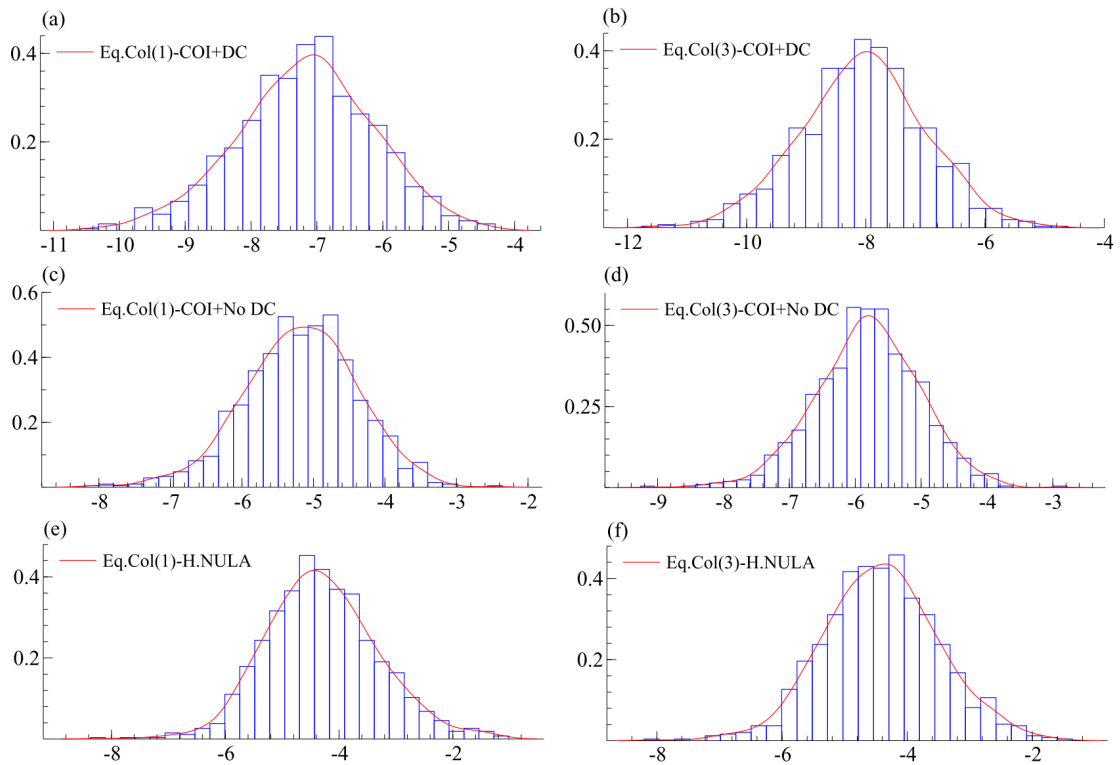 (a)
Eq.Col(1)-COI+DC
0.4
0.2
-11 -10 -9 -8 -7 -6 -5 -4
(b)
Eq.Col(3)-COI+DC
0.4
0.2
-12 -10 -8 -6 -4
(c)
Eq.Col(1)-COI+No DC
0.6
0.4
0.2
-8 -7 -6 -5 -4 -3 -2
(d)
Eq.Col(3)-COI+No DC
0.50
0.25
-9 -8 -7 -6 -5 -4 -3
(e)
Eq.Col(1)-H.NULA
0.4
0.2
-8 -6 -4 -2
(f)
Eq.Col(3)-H.NULA
0.4
0.2
-8 -6 -4 -2